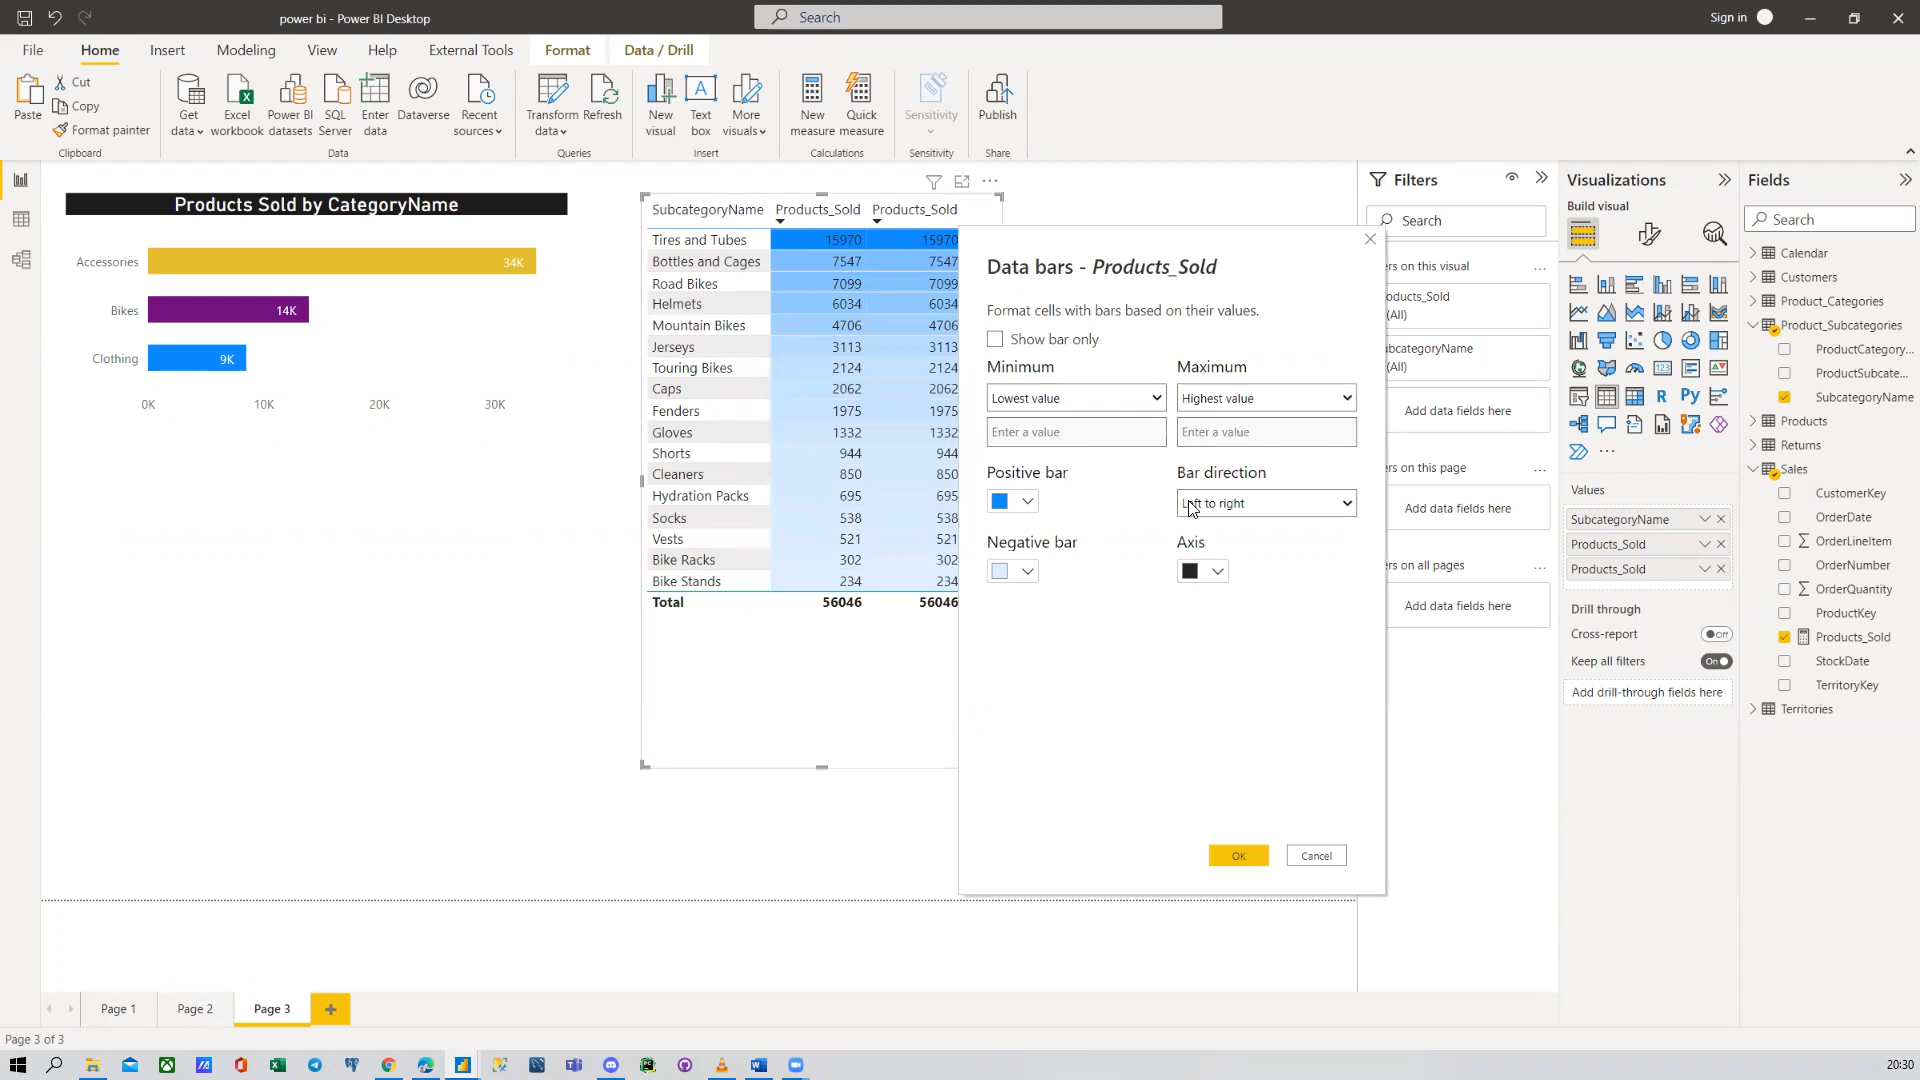 power bi - Power BI Desktop
Search
Sign in
File Home Insert Modeling View Help External Tools Format Data / Drill
Paste
Cut
Copy
Format painter
Clipboard
Get data
Excel workbook
Power BI datasets
SQL Server
Enter data
Dataverse
Recent sources
Data
Transform data
Refresh
Queries
New visual
Text box
More visuals
Insert
New measure
Quick measure
Calculations
Sensitivity
Sensitivity
Publish
Share
Products Sold by CategoryName
Accessories 34K
Bikes 14K
Clothing 9K
0K 10K 20K 30K
SubcategoryName Products_Sold Products_Sold
Tires and Tubes 15970 15970
Bottles and Cages 7547 7547
Road Bikes 7099 7099
Helmets 6034 6034
Mountain Bikes 4706 4706
Jerseys 3113 3113
Touring Bikes 2124 2124
Caps 2062 2062
Fenders 1975 1975
Gloves 1332 1332
Shorts 944 944
Cleaners 850 850
Hydration Packs 695 695
Socks 538 538
Vests 521 521
Bike Racks 302 302
Bike Stands 234 234
Total 56046 56046
Data bars - Products_Sold
Format cells with bars based on their values.
Show bar only
Minimum Maximum
Lowest value Highest value
Enter a value Enter a value
Positive bar Bar direction
Left to right
Negative bar Axis
OK Cancel
Filters
Search
ers on this visual ...
oducts_Sold
(All)
ubcategoryName
(All)
Add data fields here
ers on this page ...
Add data fields here
ers on all pages ...
Add data fields here
Visualizations
Build visual
123
R Py
...
Values
SubcategoryName
Products_Sold
Products_Sold
Drill through
Cross-report Off
Keep all filters On
Add drill-through fields here
Fields
Search
Calendar
Customers
Product_Categories
Product_Subcategories
ProductCategory...
ProductSubcate...
SubcategoryName
Products
Returns
Sales
CustomerKey
OrderDate
OrderLineItem
OrderNumber
OrderQuantity
ProductKey
Products_Sold
StockDate
TerritoryKey
Territories
Page 1 Page 2 Page 3 +
Page 3 of 3
20:30